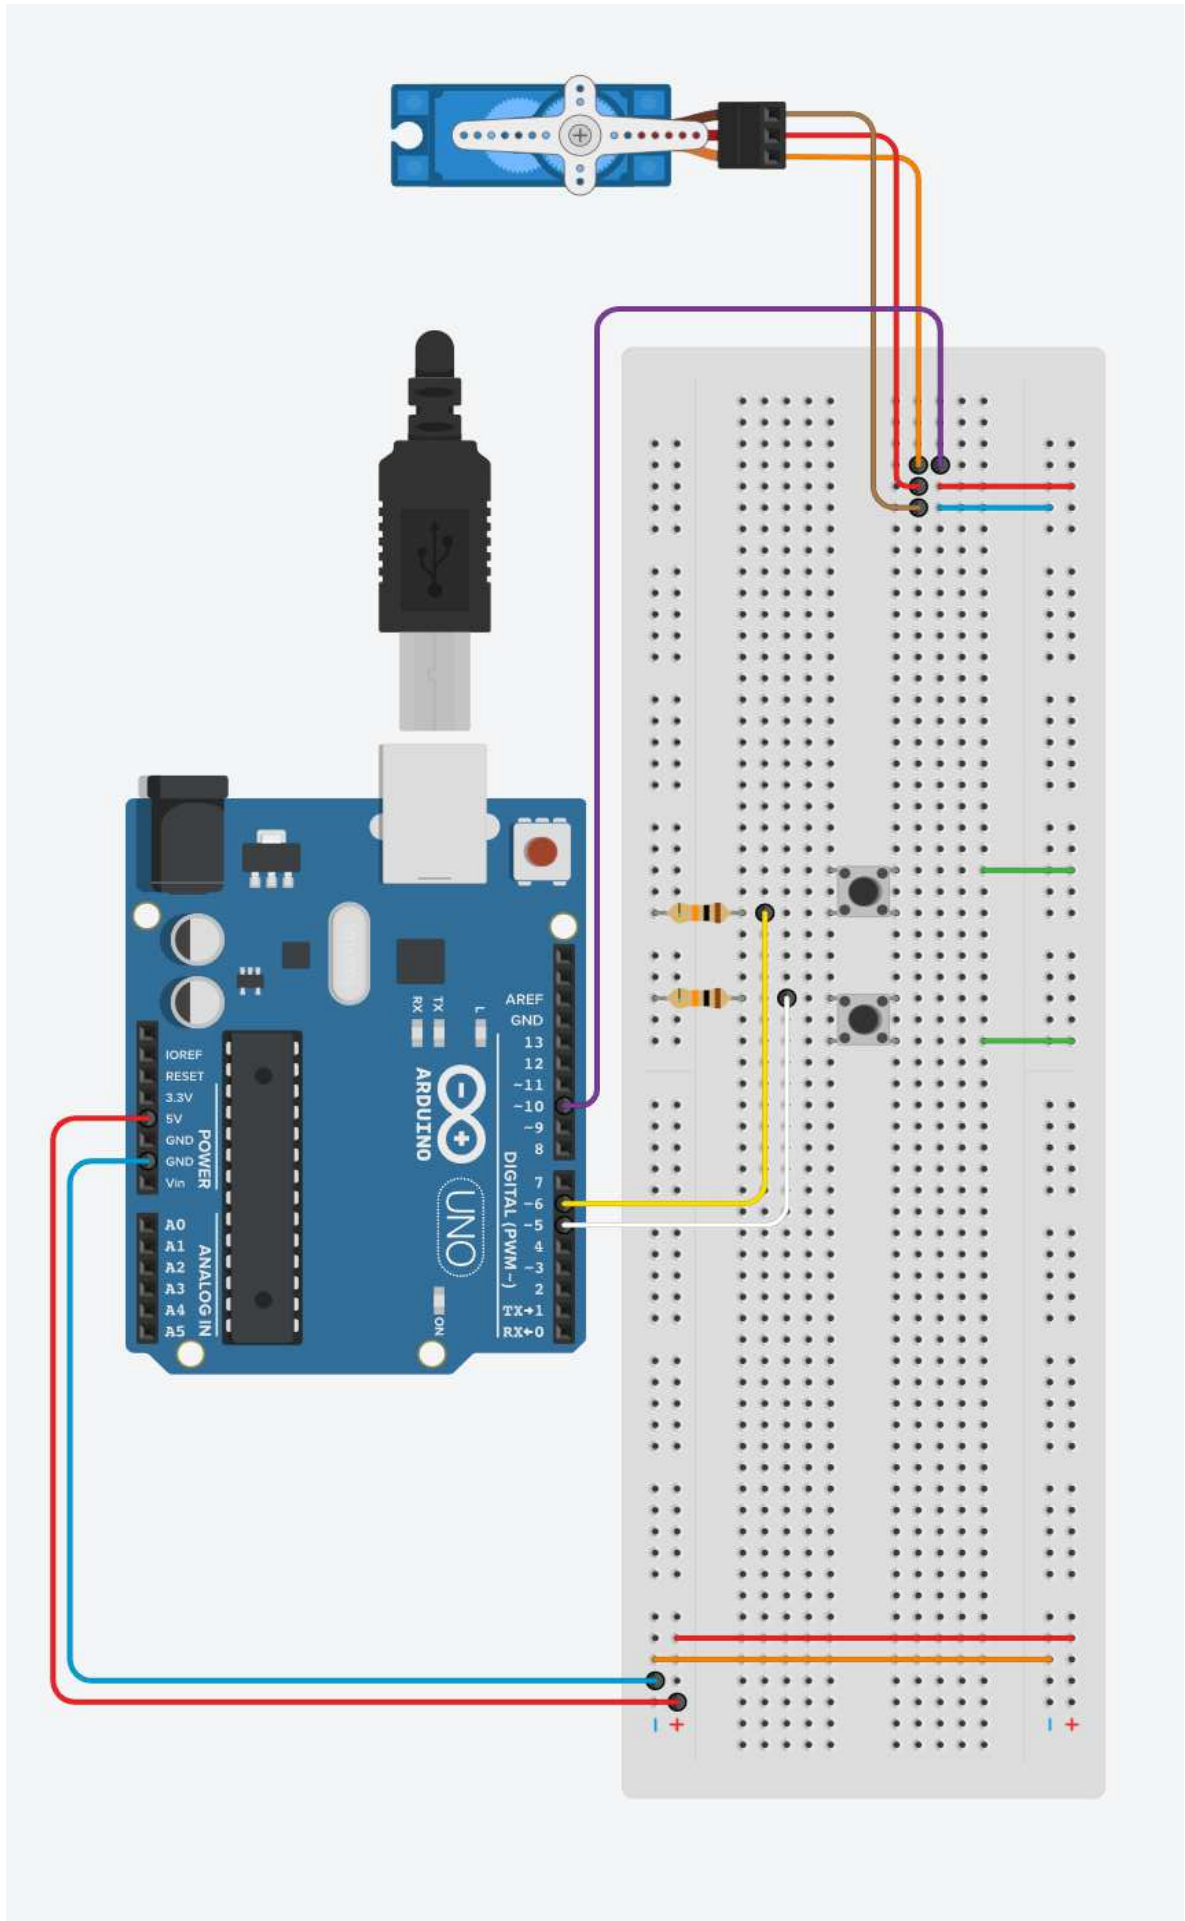 RX
TX
L
AREF
GND
13
12
~11
~10
~9
8
IOREF
RESET
3.3V
5V
GND
GND
Vin
POWER
ARDUINO
UNO
DIGITAL (PWM~)
7
~6
~5
4
~3
2
TX→1
RX←0
A0
A1
A2
A3
A4
A5
ANALOG IN
ON
− +
− +